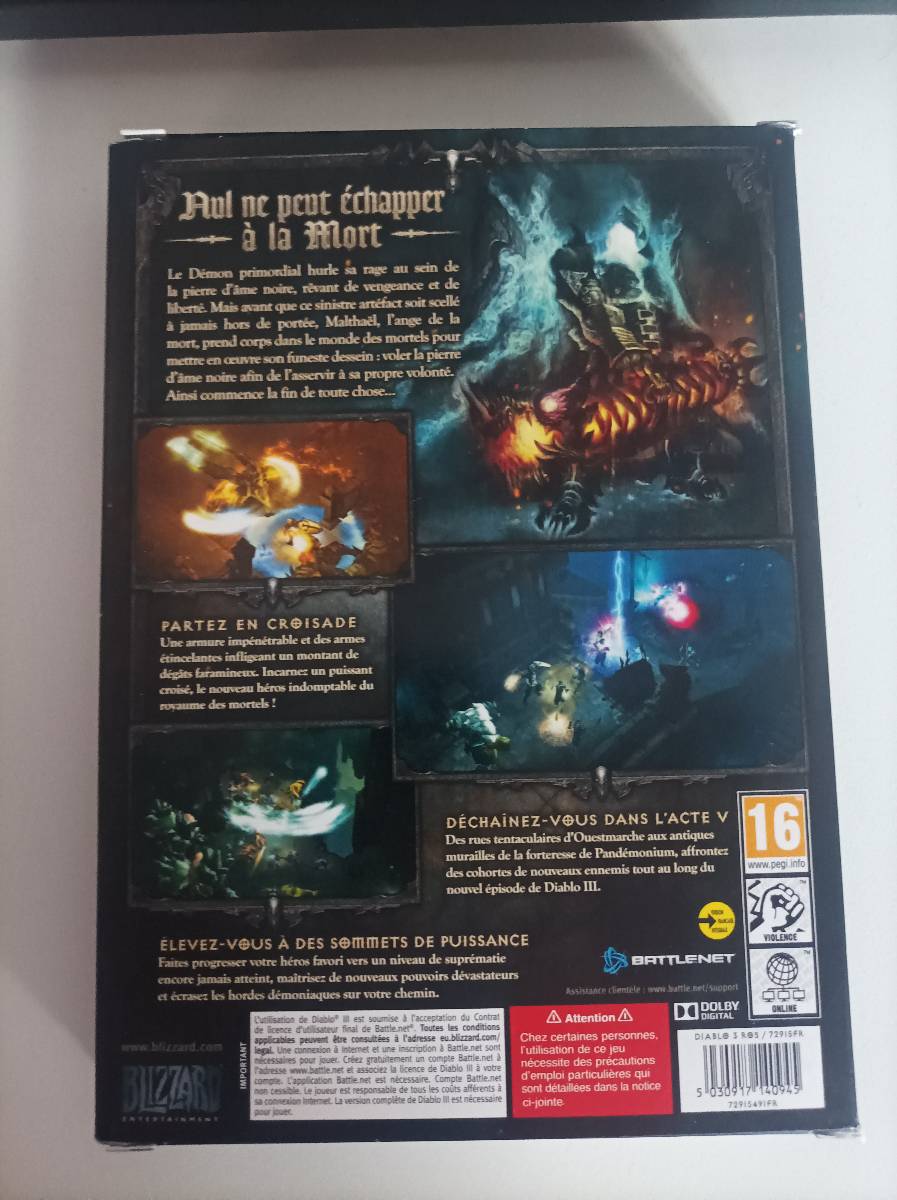 Nul ne peut échapper
à la Mort
Le Démon primordial hurle sa rage au sein de
la pierre d'âme noire, rêvant de vengeance et de
liberté. Mais avant que ce sinistre artéfact soit scellé
à jamais hors de portée, Malthaël, l'ange de la
mort, prend corps dans le monde des mortels pour
mettre en œuvre son funeste dessein : voler la pierre
d'âme noire afin de l'asservir à sa propre volonté.
Ainsi commence la fin de toute chose...
PARTEZ EN CROISADE
Une armure impénétrable et des armes
étincelantes infligeant un montant de
dégâts faramineux. Incarnez un puissant
croisé, le nouveau héros indomptable du
royaume des mortels !
DÉCHAÎNEZ-VOUS DANS L'ACTE V
Des rues tentaculaires d'Ouestmarche aux antiques
murailles de la forteresse de Pandémonium, affrontez
des cohortes de nouveaux ennemis tout au long du
nouvel épisode de Diablo III.
16
www.pegi.info
VIOLENCE
ONLINE
VERSION
FRANÇAISE
INTÉGRALE
ÉLEVEZ-VOUS À DES SOMMETS DE PUISSANCE
Faites progresser votre héros favori vers un niveau de suprématie
encore jamais atteint, maîtrisez de nouveaux pouvoirs dévastateurs
et écrasez les hordes démoniaques sur votre chemin.
BATTLE.NET
Assistance clientèle : www.battle.net/support
www.blizzard.com
BLIZZARD
ENTERTAINMENT
IMPORTANT
L'utilisation de Diablo® III est soumise à l'acceptation du Contrat
de licence d'utilisateur final de Battle.net®. Toutes les conditions
applicables peuvent être consultées à l'adresse eu.blizzard.com/
legal. Une connexion à Internet et une inscription à Battle.net sont
nécessaires pour jouer. Créez gratuitement un compte Battle.net à
l'adresse www.battle.net et associez la licence de Diablo III à votre
compte. L'application Battle.net est nécessaire. Compte Battle.net
non cessible. Le joueur est responsable de tous les coûts afférents à
sa connexion Internet. La version complète de Diablo III est nécessaire
pour jouer.
Attention
Chez certaines personnes,
l'utilisation de ce jeu
nécessite des précautions
d'emploi particulières qui
sont détaillées dans la notice
ci-jointe.
DOLBY
DIGITAL
DIABLO 3 ROS / 72915FR
5 030917 140945
72915491FR